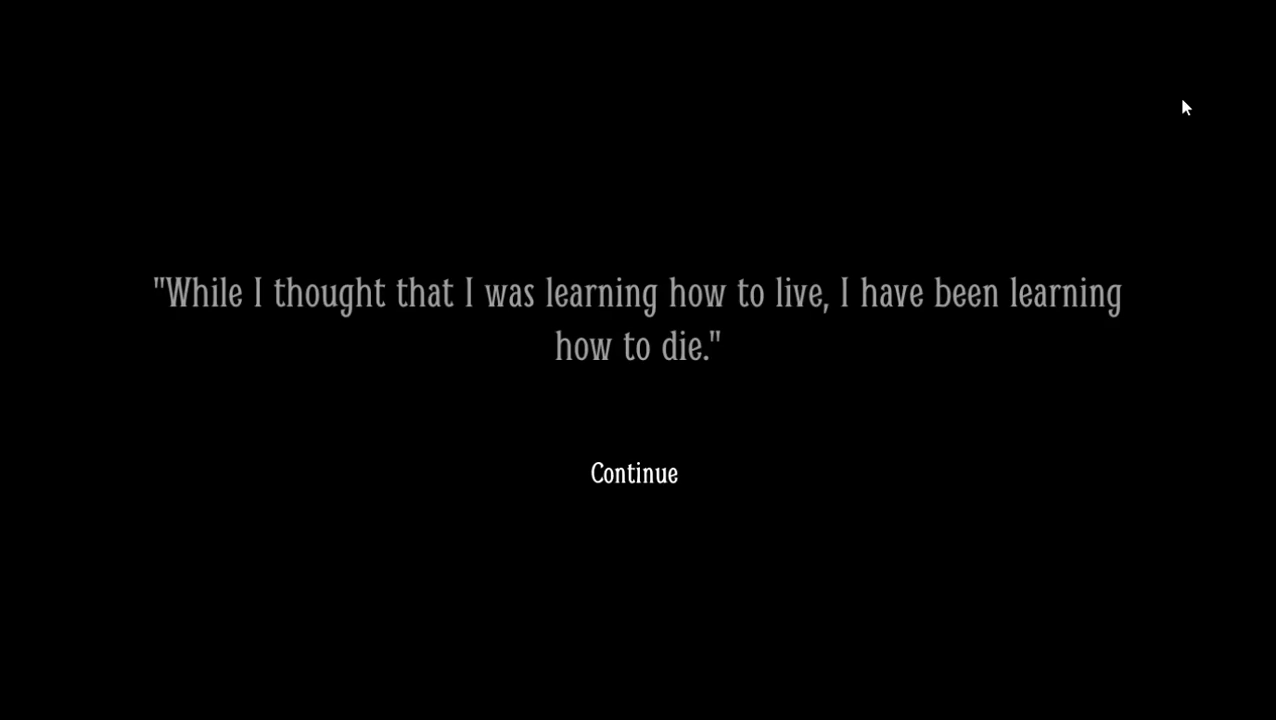 "While I thought that I was learning how to live, I have been learning
how to die."
Continue